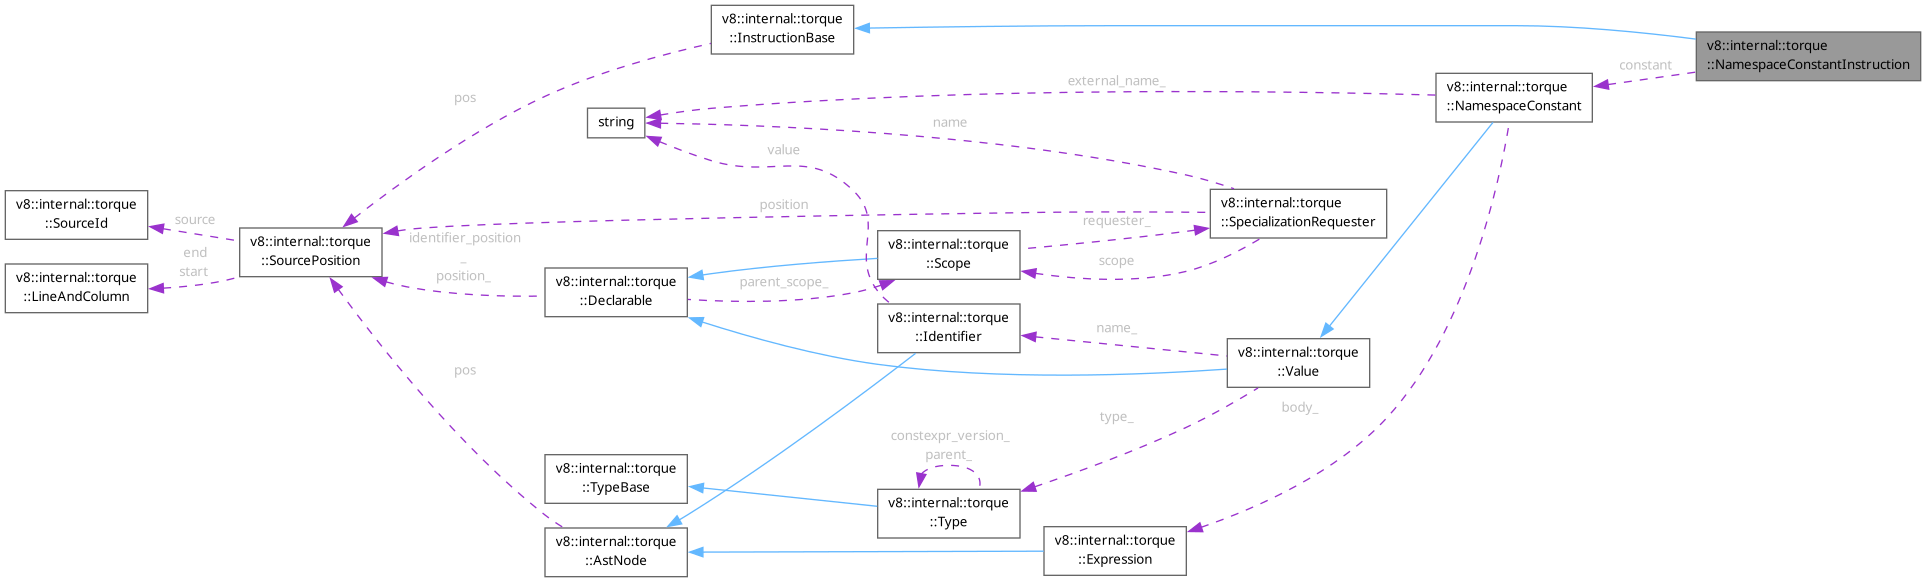 v8::internal::torque
::InstructionBase
v8::internal::torque
::NamespaceConstantInstruction
constant
external_name_
v8::internal::torque
::NamespaceConstant
pos
string
name
value
v8::internal::torque
::SourceId
source
v8::internal::torque
::SpecializationRequester
position
requester_
identifier_position
_
position_
v8::internal::torque
::SourcePosition
v8::internal::torque
::Scope
scope
end
start
v8::internal::torque
::LineAndColumn
v8::internal::torque
::Declarable
parent_scope_
v8::internal::torque
::Identifier
name_
v8::internal::torque
::Value
pos
type_
body_
constexpr_version_
parent_
v8::internal::torque
::TypeBase
v8::internal::torque
::Type
v8::internal::torque
::AstNode
v8::internal::torque
::Expression